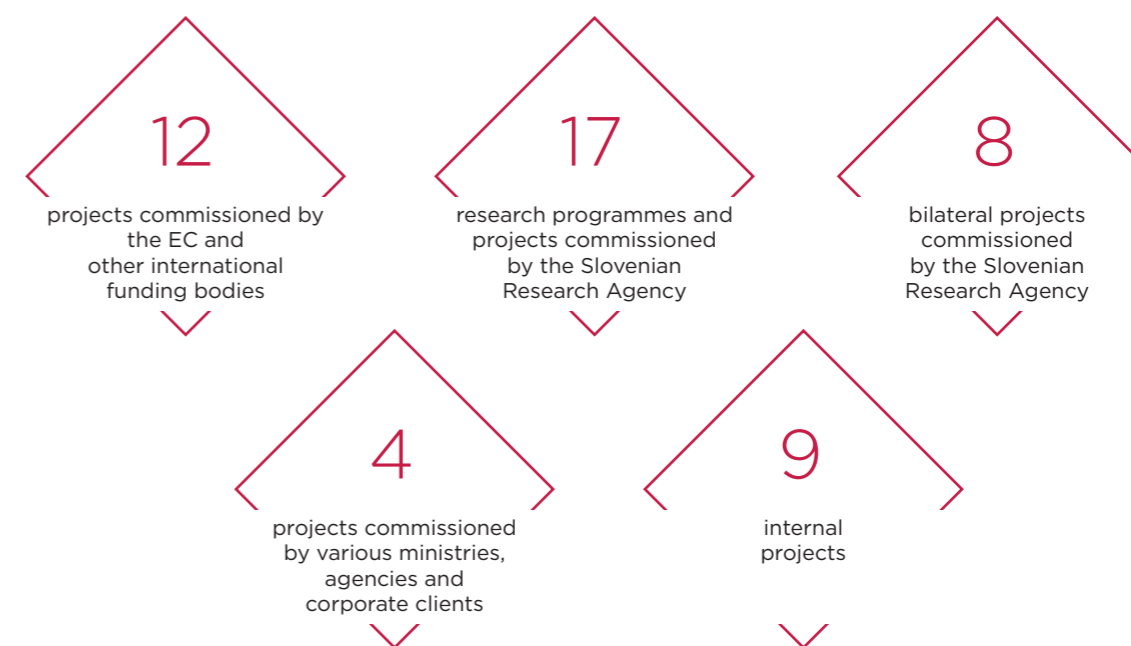 12
projects commissioned by
the EC and
other international
funding bodies
17
research programmes and
projects commissioned
by the Slovenian
Research Agency
8
bilateral projects
commissioned
by the Slovenian
Research Agency
4
projects commissioned
by various ministries,
agencies and
corporate clients
9
internal
projects